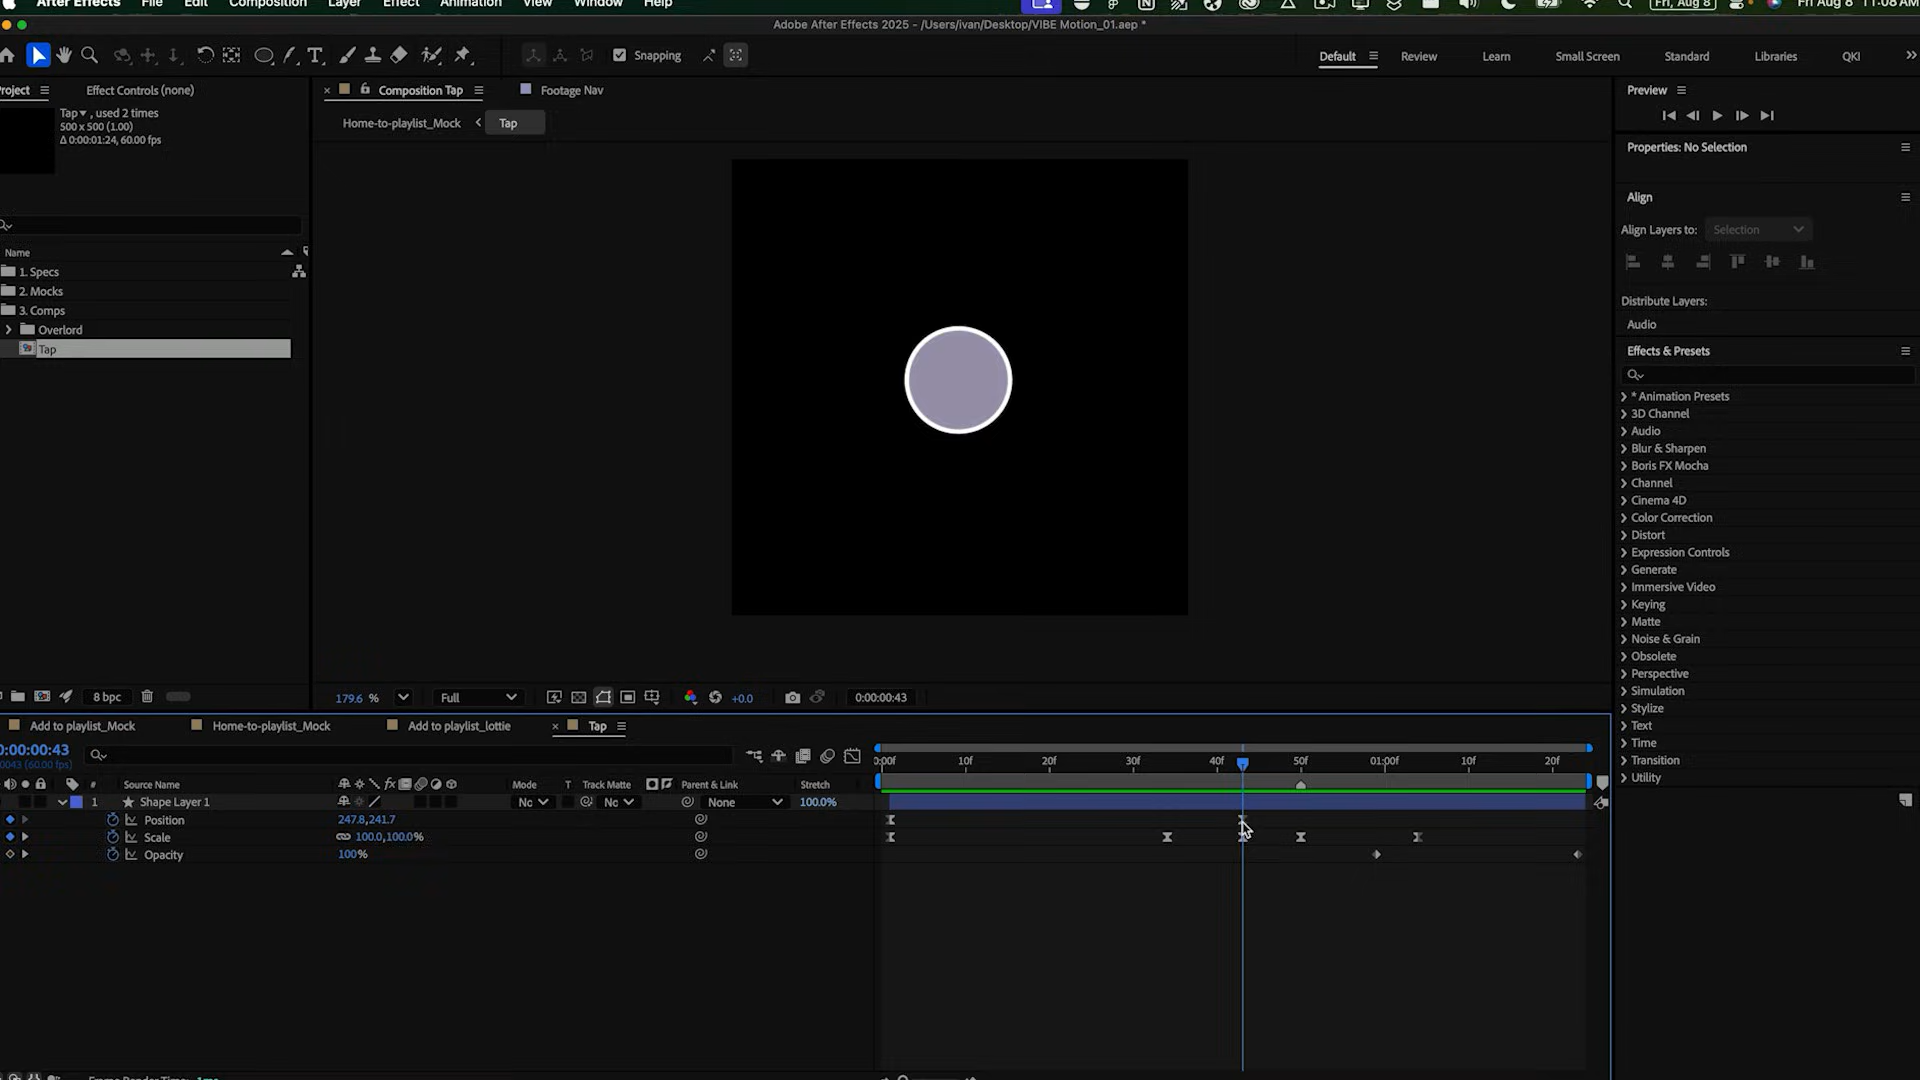 After Effects File Edit Composition Layer Effect Animation View Window Help Fri, Aug 8 Fri Aug 8 11:08 AM
Adobe After Effects 2025 - /Users/ivan/Desktop/VIBE Motion_01.aep *
Snapping Default Review Learn Small Screen Standard Libraries QKI
Project Effect Controls (none)
Composition Tap Footage Nav
Preview
Tap , used 2 times
500 x 500 (1.00)
Δ 0:00:01:24, 60.00 fps
Home-to-playlist_Mock Tap
Properties: No Selection
Align
Align Layers to: Selection
Distribute Layers:
Audio
Effects & Presets
* Animation Presets
3D Channel
Audio
Blur & Sharpen
Boris FX Mocha
Channel
Cinema 4D
Color Correction
Distort
Expression Controls
Generate
Immersive Video
Keying
Matte
Noise & Grain
Obsolete
Perspective
Simulation
Stylize
Text
Time
Transition
Utility
Name
1. Specs
2. Mocks
3. Comps
Overlord
Tap
8 bpc
179.6 % Full +0.0 0:00:00:43
Add to playlist_Mock Home-to-playlist_Mock Add to playlist_lottie Tap
0:00:00:43
0043 (60.00 fps)
0:00f 10f 20f 30f 40f 50f 01:00f 10f 20f
# Source Name Mode T Track Matte Parent & Link Stretch
1 Shape Layer 1 No No None 100.0%
Position 247.8,241.7
Scale 100.0,100.0%
Opacity 100%